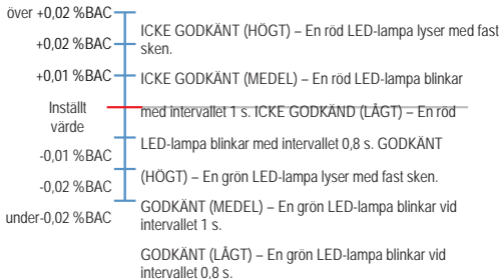 över +0,02 %BAC
+0,02 %BAC
+0,01 %BAC
Inställt
värde
-0,01 %BAC
-0,02 %BAC
under-0,02 %BAC
ICKE GODKÄNT (HÖGT) – En röd LED-lampa lyser med fast
sken.
ICKE GODKÄNT (MEDEL) – En röd LED-lampa blinkar
med intervallet 1 s. ICKE GODKÄND (LÅGT) – En röd
LED-lampa blinkar med intervallet 0,8 s. GODKÄNT
(HÖGT) – En grön LED-lampa lyser med fast sken.
GODKÄNT (MEDEL) – En grön LED-lampa blinkar vid
intervallet 1 s.
GODKÄNT (LÅGT) – En grön LED-lampa blinkar vid
intervallet 0,8 s.